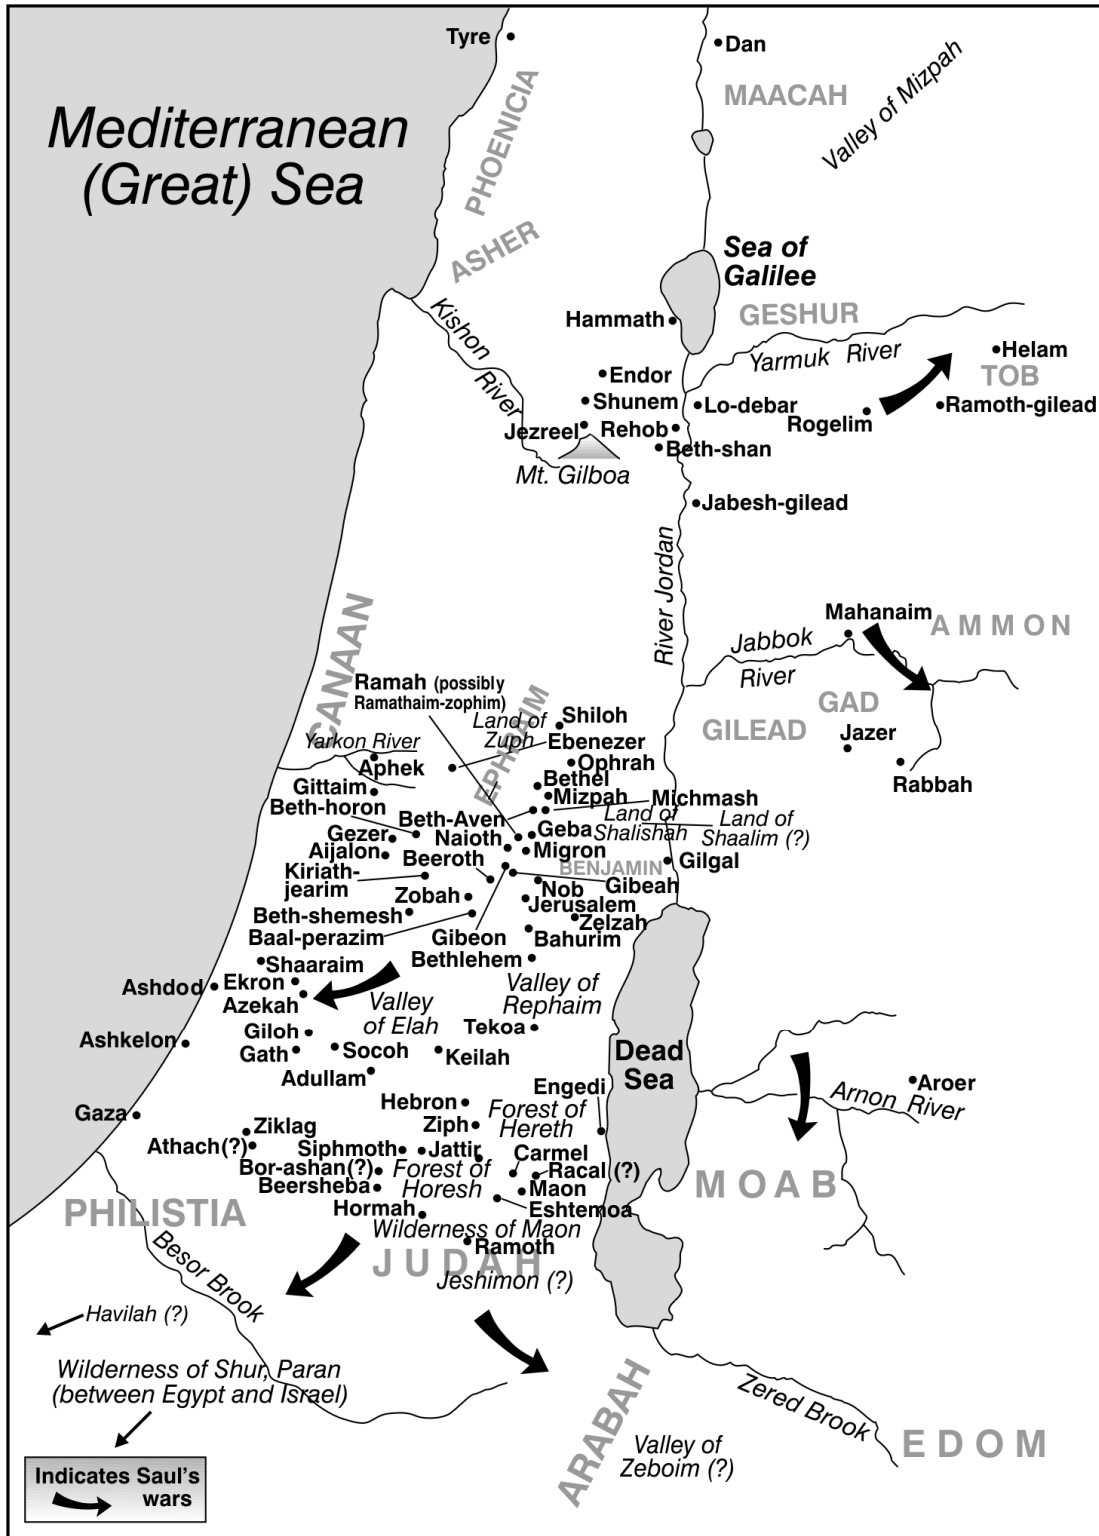 Tyre
Dan
MAACAH
Valley of Mizpah
PHOENICIA
Mediterranean
(Great) Sea
ASHER
Sea of
Galilee
GESHUR
Kishon
River
Hammath
Yarmuk River
Helam
TOB
Endor
Shunem
Lo-debar
Ramoth-gilead
Rogelim
Jezreel
Rehob
Beth-shan
Mt. Gilboa
Jabesh-gilead
River Jordan
Mahanaim
AMMON
Jabbok
River
CANAAN
Ramah (possibly
Ramathaim-zophim)
EPHRAIM
Land of
Zuph
Shiloh
GAD
GILEAD
Jazer
Yarkon River
Ebenezer
Aphek
Ophrah
Rabbah
Gittaim
Bethel
Beth-horon
Mizpah
Michmash
Beth-Aven
Land of
Shalishah
Land of
Shaalim (?)
Gezer
Naioth
Geba
Aijalon
Beeroth
Migron
Gilgal
Kiriath-
jearim
BENJAMIN
Gibeah
Zobah
Nob
Jerusalem
Beth-shemesh
Zelzah
Baal-perazim
Gibeon
Bahurim
Bethlehem
Shaaraim
Ashdod
Ekron
Azekah
Valley
of Elah
Valley of
Rephaim
Giloh
Tekoa
Ashkelon
Gath
Socoh
Keilah
Dead
Sea
Adullam
Engedi
Aroer
Arnon River
Hebron
Gaza
Ziph
Forest of
Hereth
Ziklag
Athach(?)
Siphmoth
Jattir
Carmel
Bor-ashan(?)
Forest of
Horesh
Racal (?)
Beersheba
Maon
MOAB
Hormah
Eshtemoa
PHILISTIA
Wilderness of Maon
Ramoth
JUDAH
Jeshimon (?)
Besor Brook
Havilah (?)
Wilderness of Shur, Paran
(between Egypt and Israel)
ARABAH
Zered Brook
EDOM
Valley of
Zeboim (?)
Indicates Saul's
wars